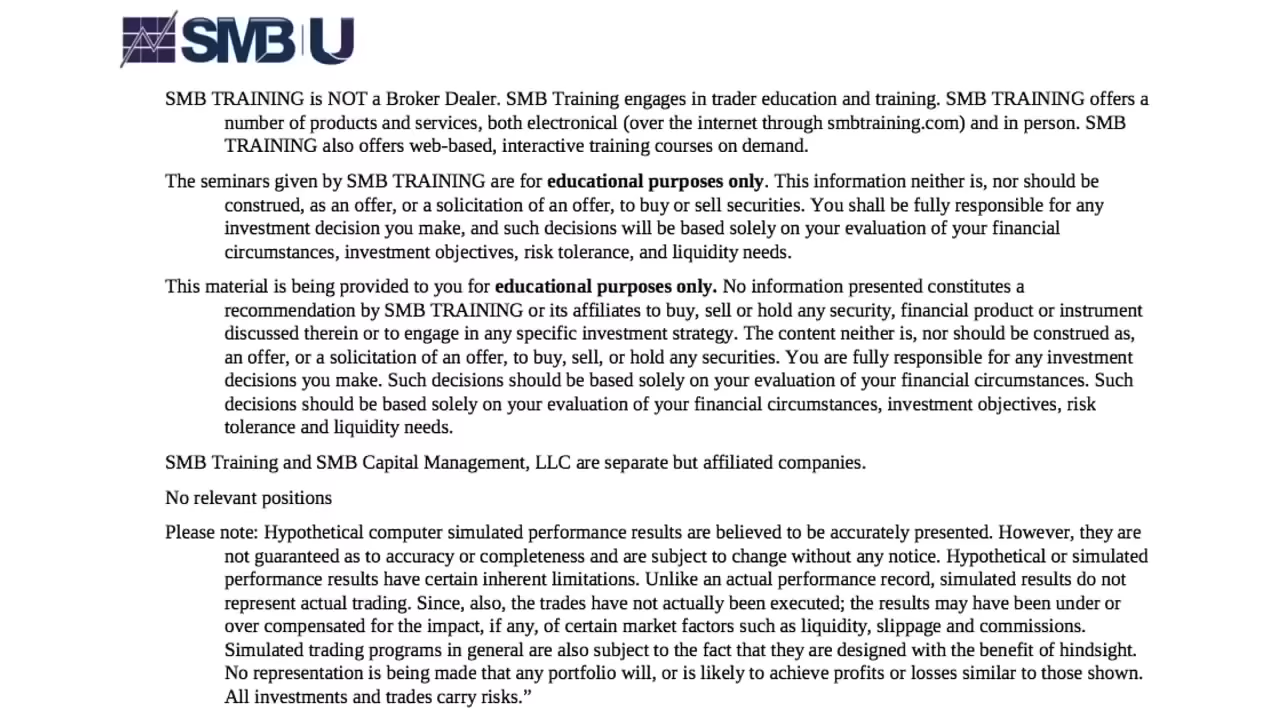 SMB U
SMB TRAINING is NOT a Broker Dealer. SMB Training engages in trader education and training. SMB TRAINING offers a
number of products and services, both electronical (over the internet through smbtraining.com) and in person. SMB
TRAINING also offers web-based, interactive training courses on demand.
The seminars given by SMB TRAINING are for educational purposes only. This information neither is, nor should be
construed, as an offer, or a solicitation of an offer, to buy or sell securities. You shall be fully responsible for any
investment decision you make, and such decisions will be based solely on your evaluation of your financial
circumstances, investment objectives, risk tolerance, and liquidity needs.
This material is being provided to you for educational purposes only. No information presented constitutes a
recommendation by SMB TRAINING or its affiliates to buy, sell or hold any security, financial product or instrument
discussed therein or to engage in any specific investment strategy. The content neither is, nor should be construed as,
an offer, or a solicitation of an offer, to buy, sell, or hold any securities. You are fully responsible for any investment
decisions you make. Such decisions should be based solely on your evaluation of your financial circumstances. Such
decisions should be based solely on your evaluation of your financial circumstances, investment objectives, risk
tolerance and liquidity needs.
SMB Training and SMB Capital Management, LLC are separate but affiliated companies.
No relevant positions
Please note: Hypothetical computer simulated performance results are believed to be accurately presented. However, they are
not guaranteed as to accuracy or completeness and are subject to change without any notice. Hypothetical or simulated
performance results have certain inherent limitations. Unlike an actual performance record, simulated results do not
represent actual trading. Since, also, the trades have not actually been executed; the results may have been under or
over compensated for the impact, if any, of certain market factors such as liquidity, slippage and commissions.
Simulated trading programs in general are also subject to the fact that they are designed with the benefit of hindsight.
No representation is being made that any portfolio will, or is likely to achieve profits or losses similar to those shown.
All investments and trades carry risks.”